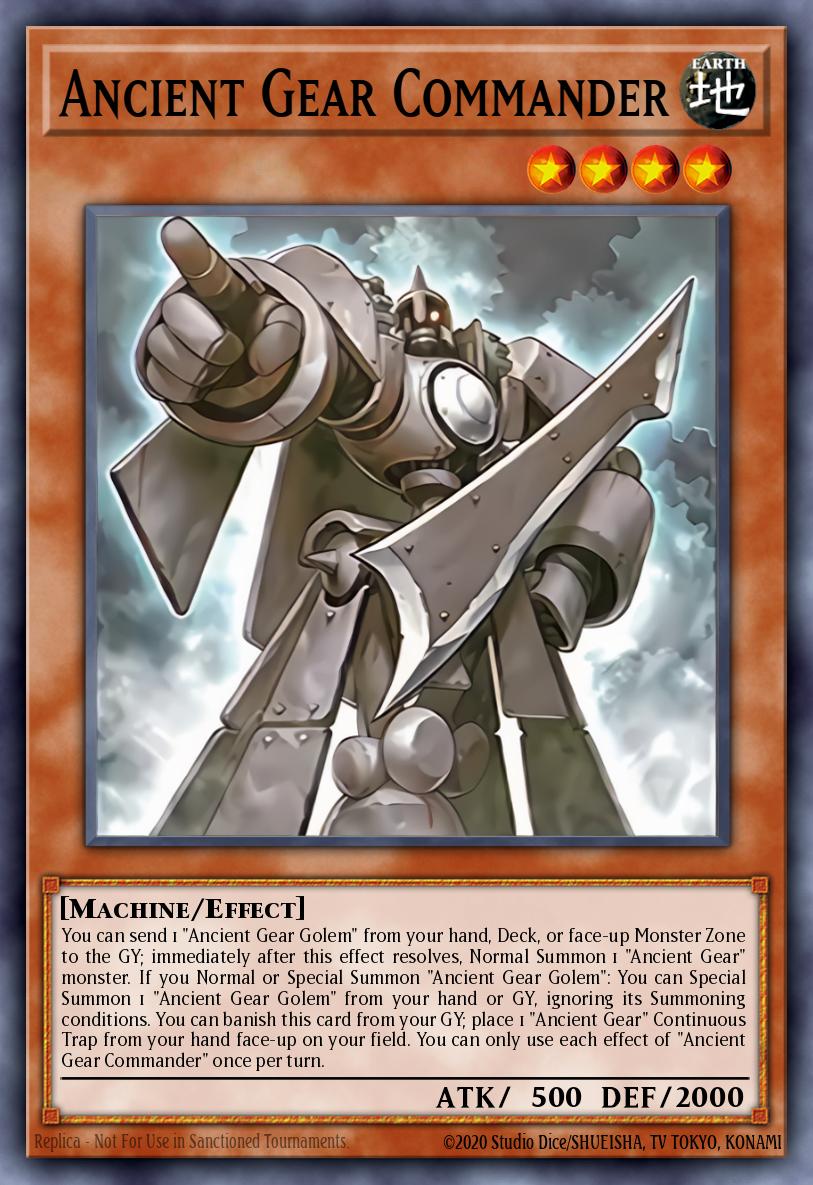 Ancient Gear Commander
EARTH
地
[Machine/Effect]
You can send 1 "Ancient Gear Golem" from your hand, Deck, or face-up Monster Zone
to the GY; immediately after this effect resolves, Normal Summon 1 "Ancient Gear"
monster. If you Normal or Special Summon "Ancient Gear Golem": You can Special
Summon 1 "Ancient Gear Golem" from your hand or GY, ignoring its Summoning
conditions. You can banish this card from your GY; place 1 "Ancient Gear" Continuous
Trap from your hand face-up on your field. You can only use each effect of "Ancient
Gear Commander" once per turn.
ATK/ 500 DEF/2000
Replica - Not For Use in Sanctioned Tournaments.
©2020 Studio Dice/SHUEISHA, TV TOKYO, KONAMI